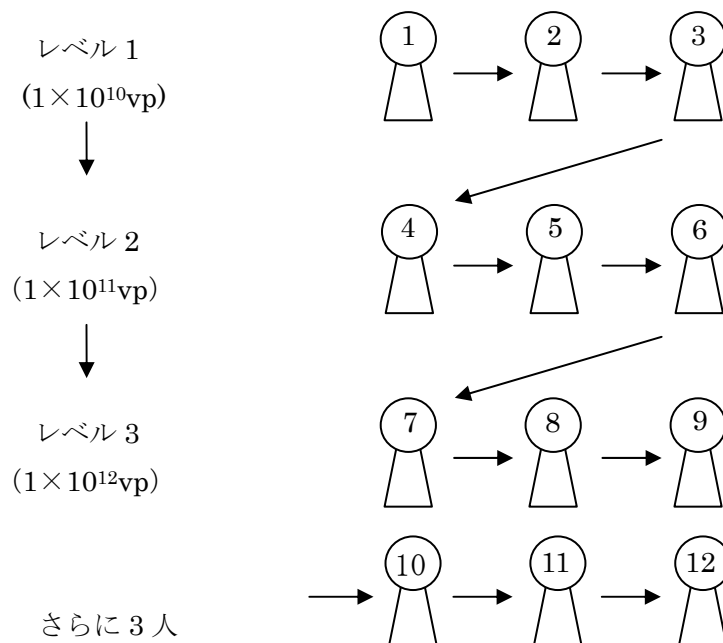 レベル 1
(1×10¹⁰vp)
1 2 3
レベル 2
(1×10¹¹vp)
4 5 6
レベル 3
(1×10¹²vp)
7 8 9
10 11 12
さらに 3 人